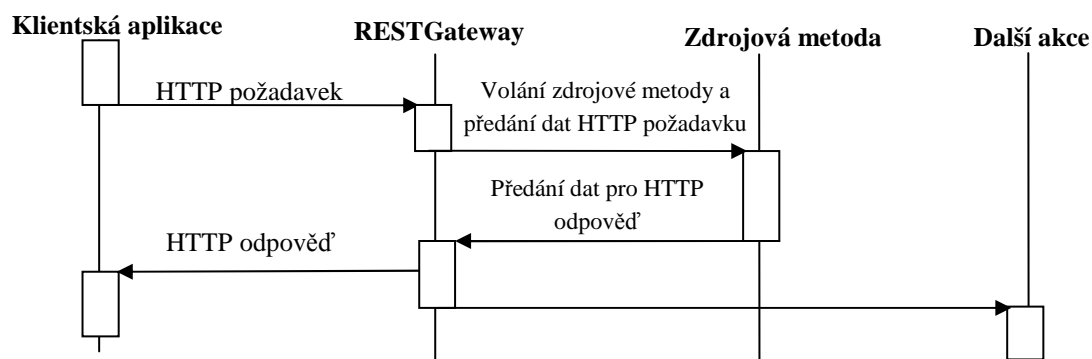 Klientská aplikace
RESTGateway
Zdrojová metoda
Další akce
HTTP požadavek
Volání zdrojové metody a
předání dat HTTP požadavku
Předání dat pro HTTP
odpověď
HTTP odpověď